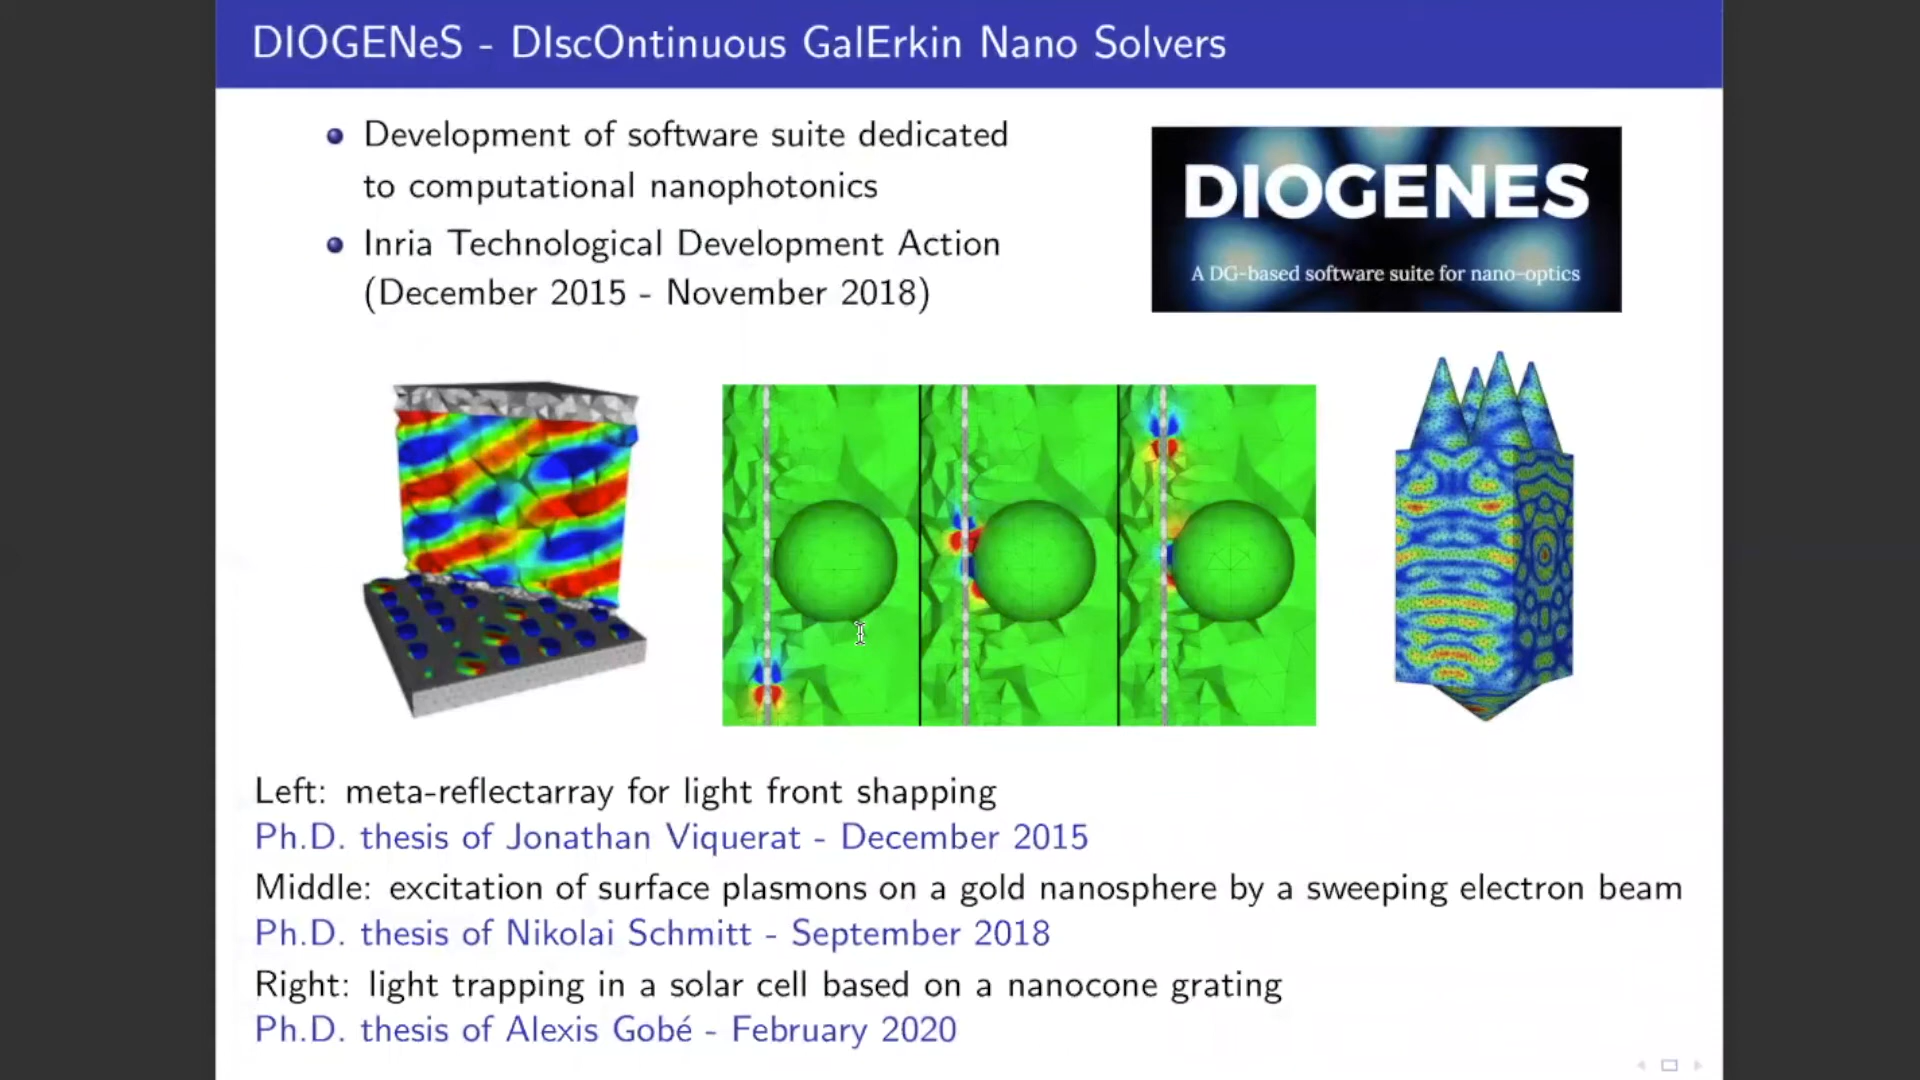 DIOGENeS - DIscOntinuous GalErkin Nano Solvers
Development of software suite dedicated
to computational nanophotonics
Inria Technological Development Action
(December 2015 - November 2018)
DIOGENES
A DG-based software suite for nano-optics
Left: meta-reflectarray for light front shapping
Ph.D. thesis of Jonathan Viquerat - December 2015
Middle: excitation of surface plasmons on a gold nanosphere by a sweeping electron beam
Ph.D. thesis of Nikolai Schmitt - September 2018
Right: light trapping in a solar cell based on a nanocone grating
Ph.D. thesis of Alexis Gobé - February 2020